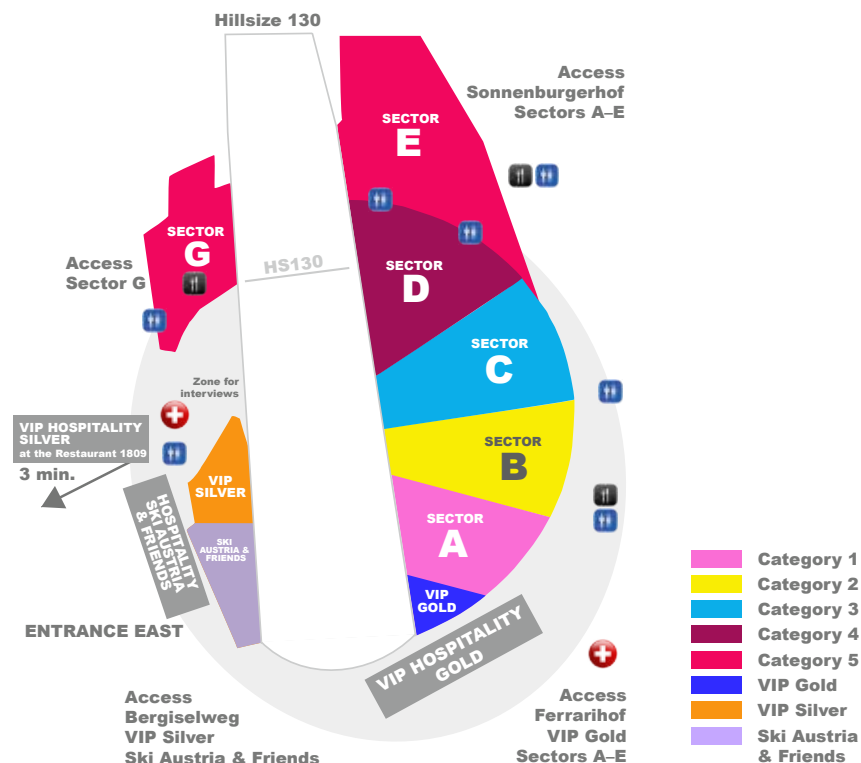 Hillsize 130
Access
Sonnenburgerhof
Sectors A–E
SECTOR
E
SECTOR
G
Access
Sector G
HS130
SECTOR
D
SECTOR
C
Zone for
interviews
VIP HOSPITALITY
SILVER
at the Restaurant 1809
3 min.
SECTOR
B
VIP
SILVER
HOSPITALITY
SKI AUSTRIA
& FRIENDS
SECTOR
A
SKI
AUSTRIA &
FRIENDS
VIP
GOLD
VIP HOSPITALITY
GOLD
ENTRANCE EAST
Access
Bergiselweg
VIP Silver
Ski Austria & Friends
Access
Ferrarihof
VIP Gold
Sectors A–E
Category 1
Category 2
Category 3
Category 4
Category 5
VIP Gold
VIP Silver
Ski Austria
& Friends